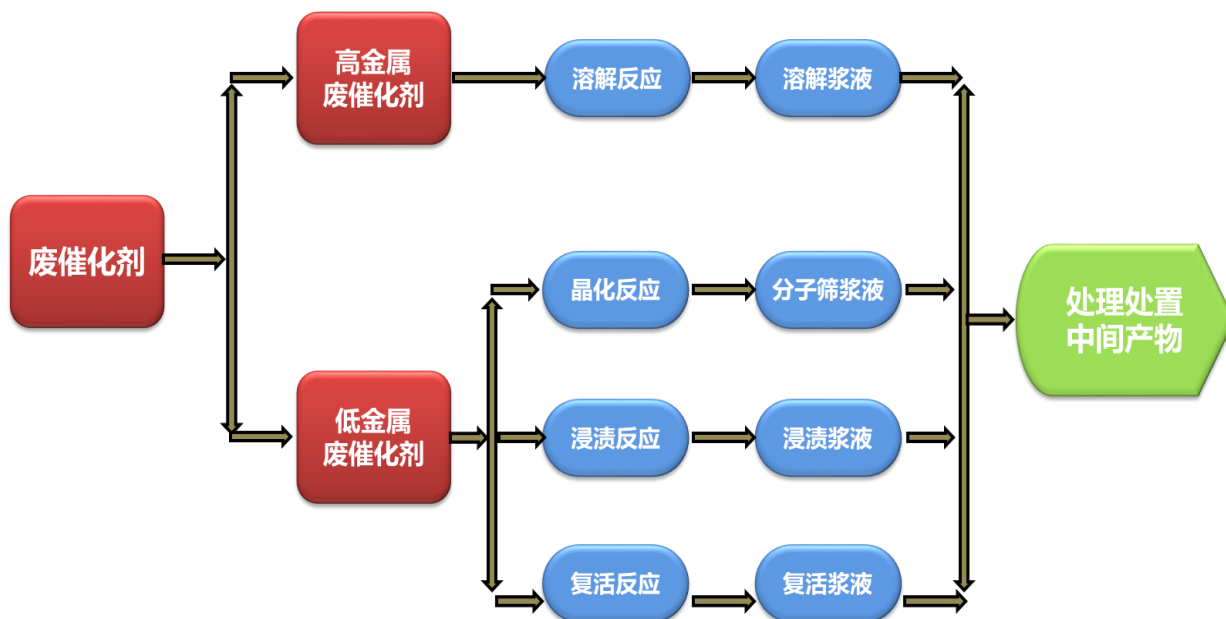 高金属
废催化剂
溶解反应
溶解浆液
废催化剂
晶化反应
分子筛浆液
处理处置
中间产物
低金属
废催化剂
浸渍反应
浸渍浆液
复活反应
复活浆液